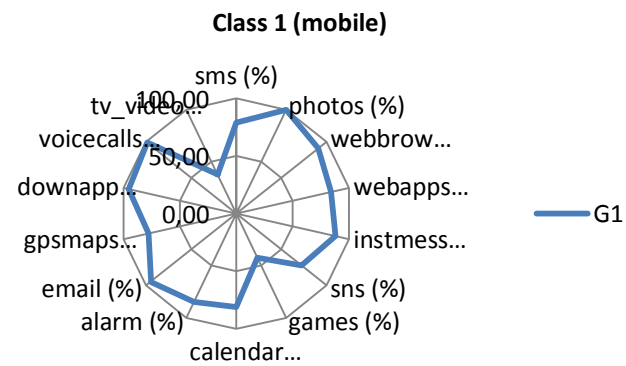 Class 1 (mobile)
sms (%)
photos (%)
webbrow...
webapps...
instmess...
sns (%)
games (%)
calendar...
alarm (%)
email (%)
gpsmaps...
downapp...
voicecalls...
tv_video...
100,00
50,00
0,00
G1